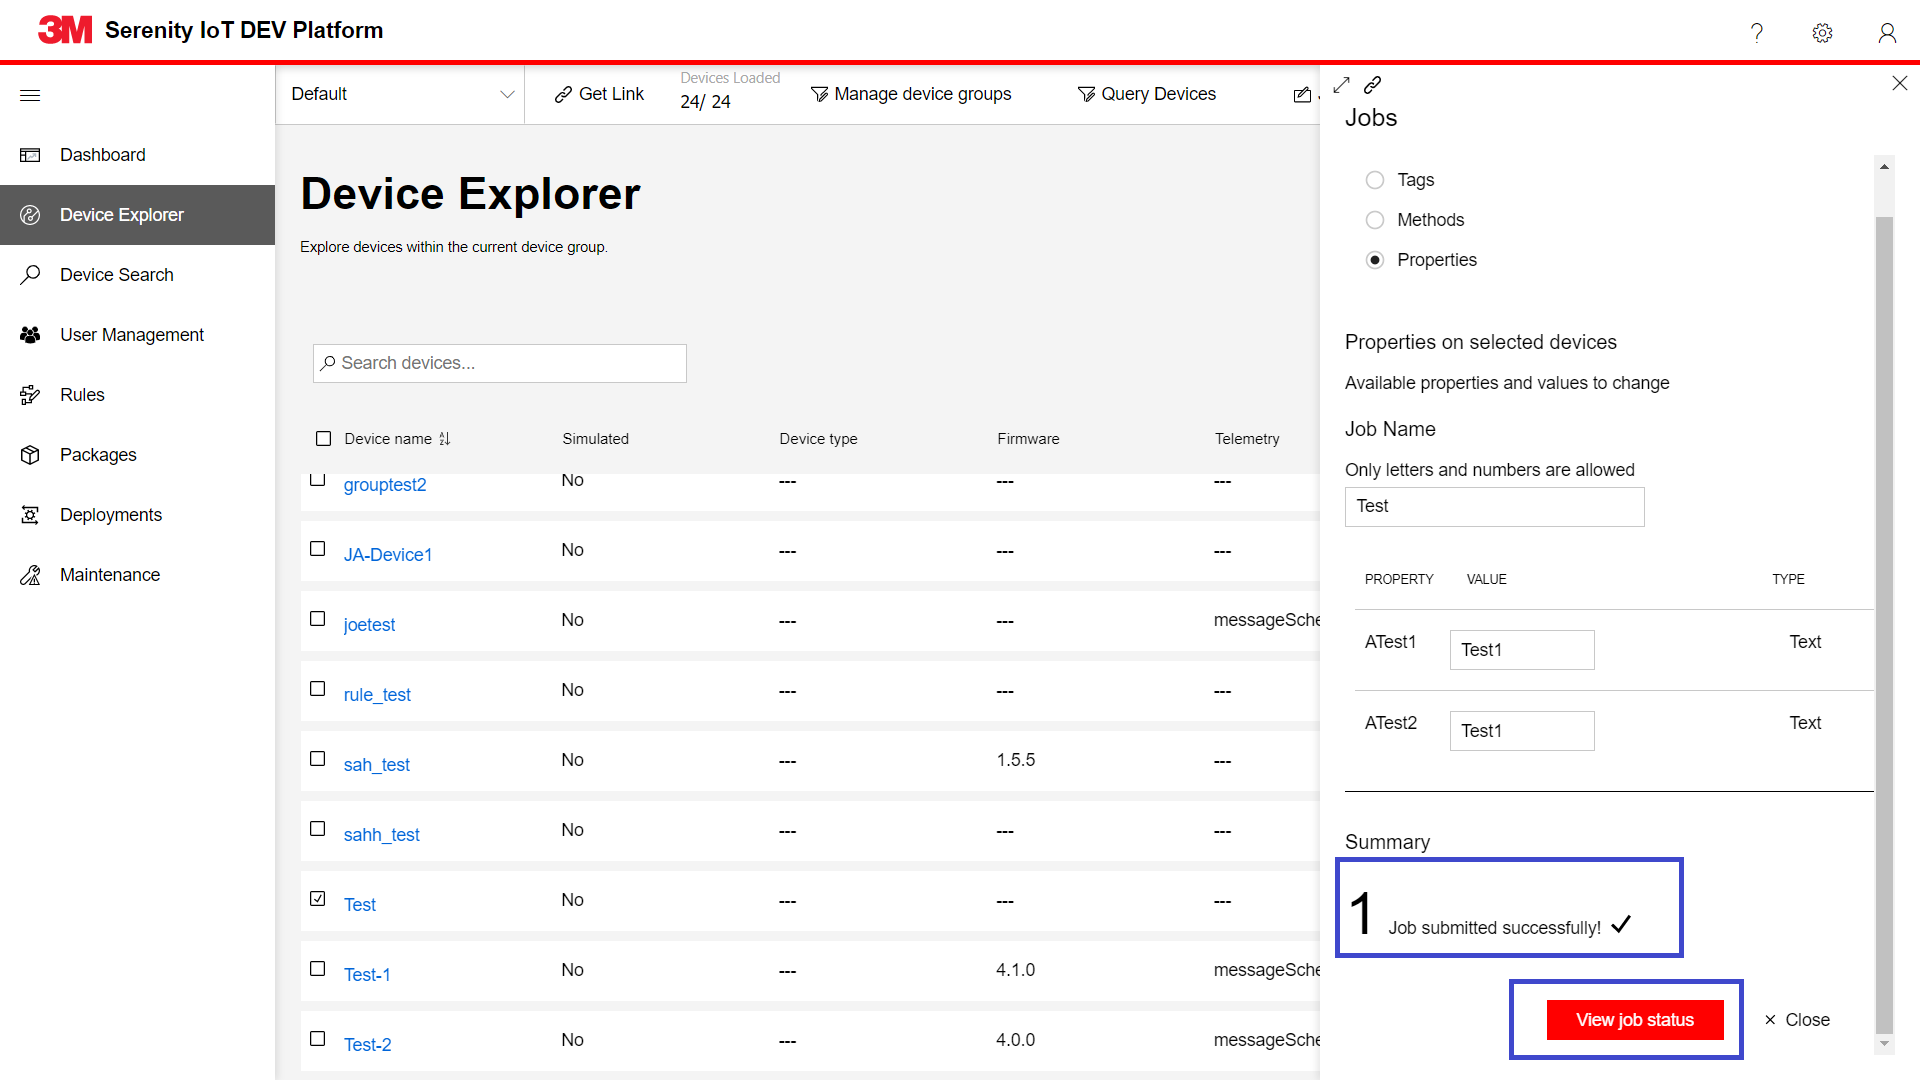 3M Serenity IoT DEV Platform
Default
Get Link
Devices Loaded
24/ 24
Manage device groups
Query Devices
Dashboard
Device Explorer
Device Search
User Management
Rules
Packages
Deployments
Maintenance
Device Explorer
Explore devices within the current device group.
Search devices...
Device name Simulated Device type Firmware Telemetry
grouptest2 No --- --- ---
JA-Device1 No --- --- ---
joetest No --- --- messageSche
rule_test No --- --- ---
sah_test No --- 1.5.5 ---
sahh_test No --- --- ---
Test No --- --- ---
Test-1 No --- 4.1.0 messageSche
Test-2 No --- 4.0.0 messageSche
Jobs
Tags
Methods
Properties
Properties on selected devices
Available properties and values to change
Job Name
Only letters and numbers are allowed
Test
PROPERTY VALUE TYPE
ATest1 Test1 Text
ATest2 Test1 Text
Summary
1 Job submitted successfully!
View job status
Close